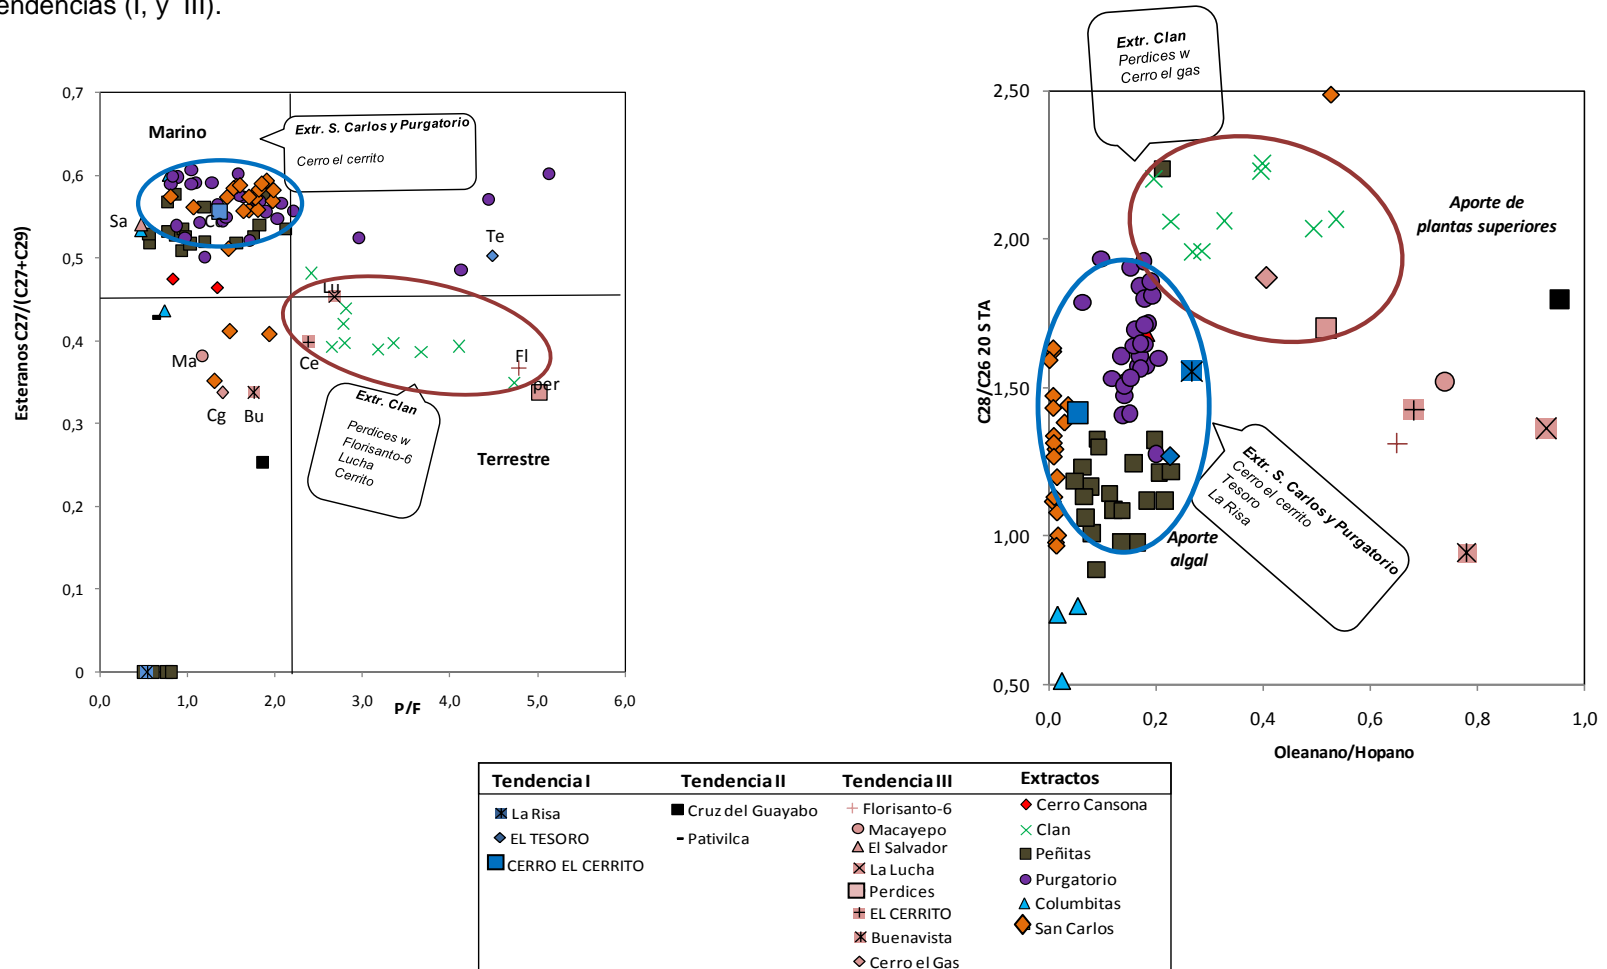 endencias (I, y III).
0,7
0,6
0,5
0,4
0,3
0,2
0,1
0
Esteranos C27/(C27+C29)
0,0
1,0
2,0
3,0
4,0
5,0
6,0
P/F
Marino
Terrestre
Extr. S. Carlos y Purgatorio
Cerro el cerrito
Sa
Te
Lu
Ma
Ce
Fl
per
Cg
Bu
Extr. Clan
Perdices w
Florisanto-6
Lucha
Cerrito
Extr. Clan
Perdices w
Cerro el gas
2,50
2,00
1,50
1,00
0,50
C28/C26 20 S TA
0,0
0,2
0,4
0,6
0,8
1,0
Oleanano/Hopano
Aporte de
plantas superiores
Aporte
algal
Extr. S. Carlos y Purgatorio
Cerro el cerrito
Tesoro
La Risa
Tendencia I
La Risa
EL TESORO
CERRO EL CERRITO
Tendencia II
Cruz del Guayabo
Pativilca
Tendencia III
Florisanto-6
Macayepo
El Salvador
La Lucha
Perdices
EL CERRITO
Buenavista
Cerro el Gas
Extractos
Cerro Cansona
Clan
Peñitas
Purgatorio
Columbitas
San Carlos